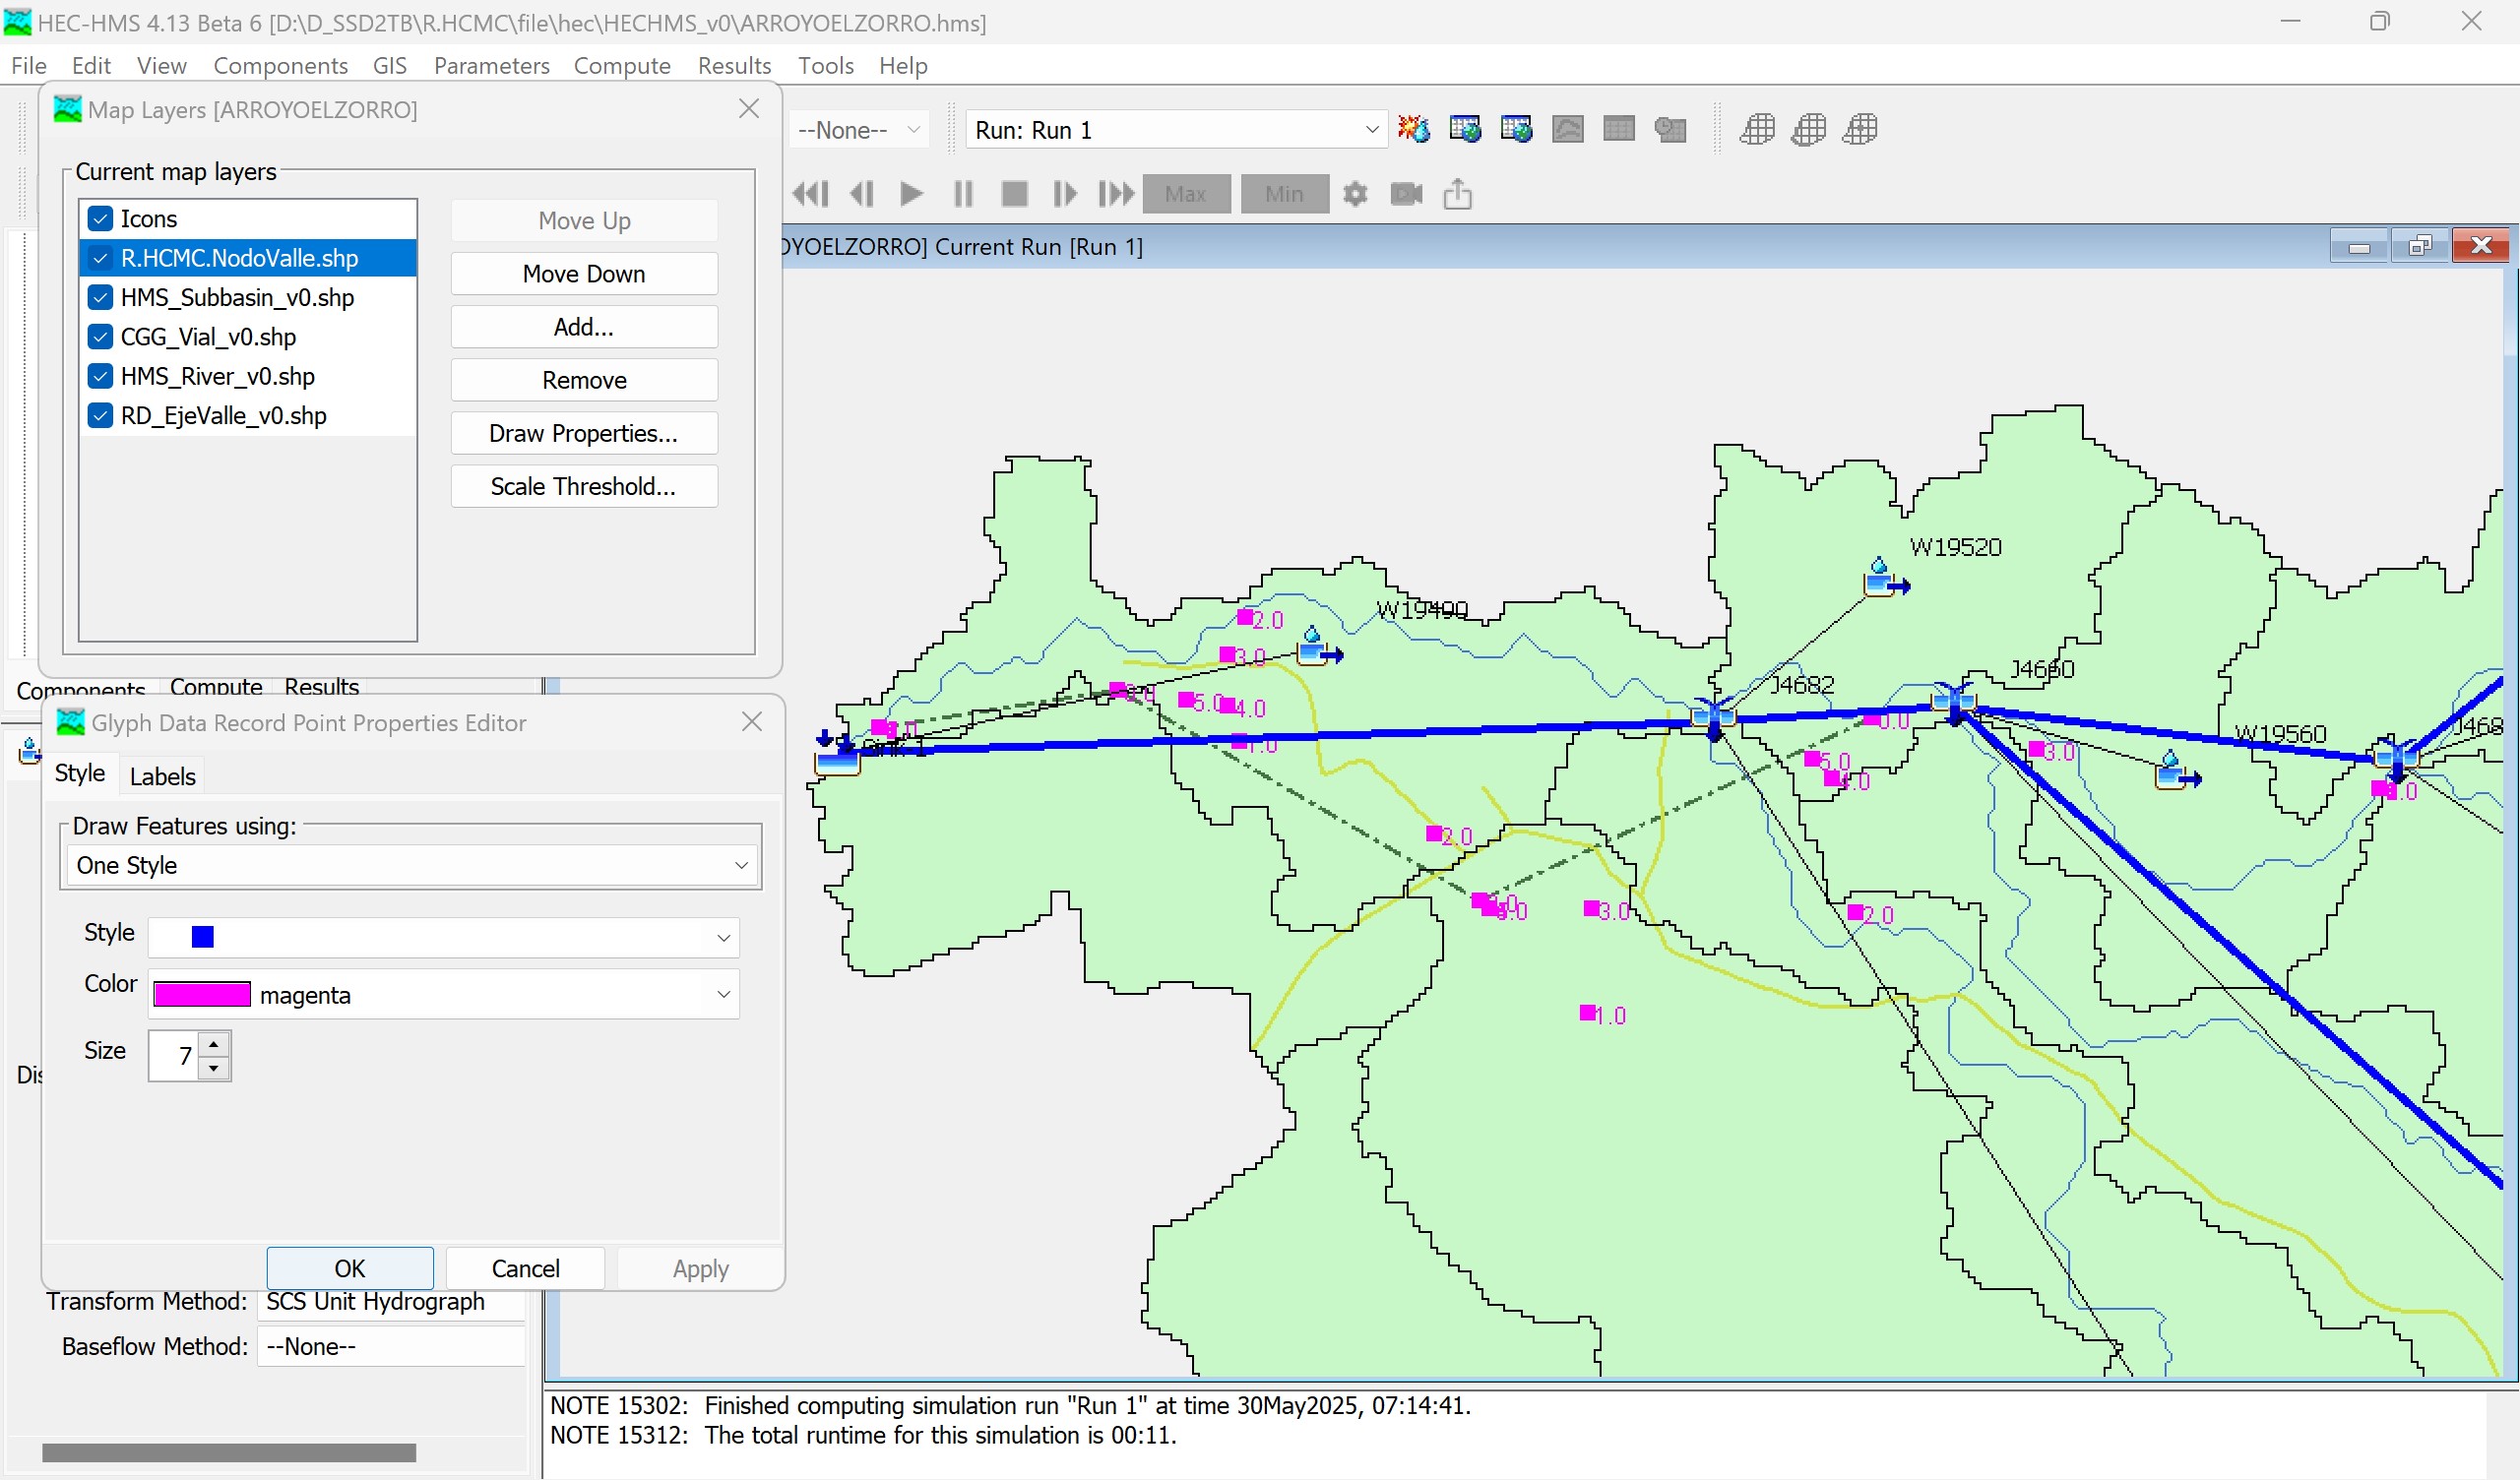 HEC-HMS 4.13 Beta 6 [D:\D_SSD2TB\R.HCMC\file\hec\HECHMS_v0\ARROYOELZORRO.hms]
File Edit View Components GIS Parameters Compute Results Tools Help
Map Layers [ARROYOELZORRO]
--None--
Run: Run 1
Current map layers
Icons
R.HCMC.NodoValle.shp
HMS_Subbasin_v0.shp
CGG_Vial_v0.shp
HMS_River_v0.shp
RD_EjeValle_v0.shp
Move Up
Move Down
Add...
Remove
Draw Properties...
Scale Threshold...
Max
Min
OYOELZORRO] Current Run [Run 1]
Components Compute Results
Glyph Data Record Point Properties Editor
Style
Labels
Draw Features using:
One Style
Style
Color
magenta
Size
7
Dis
OK
Cancel
Apply
Transform Method: SCS Unit Hydrograph
Baseflow Method: --None--
W19520
W19490
2.0
3.0
J4660
J4682
5.0
4.0
1.0
W19560
J468
3.0
5.0
4.0
2.0
3.0
2.0
1.0
NOTE 15302: Finished computing simulation run "Run 1" at time 30May2025, 07:14:41.
NOTE 15312: The total runtime for this simulation is 00:11.